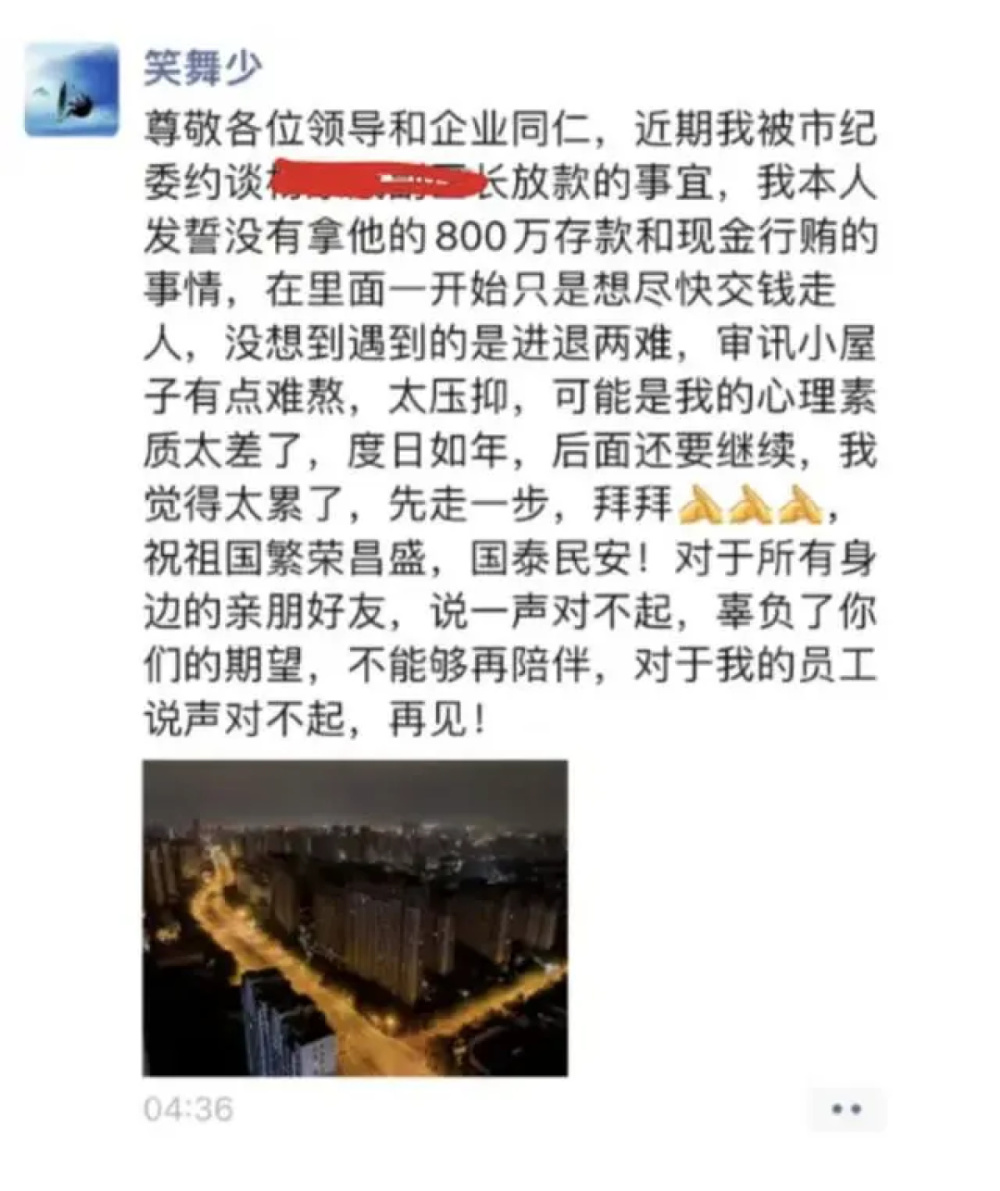 笑舞少
尊敬各位领导和企业同仁，近期我被市纪
委约谈 长放款的事宜，我本人
发誓没有拿他的800万存款和现金行贿的
事情，在里面一开始只是想尽快交钱走
人，没想到遇到的是进退两难，审讯小屋
子有点难熬，太压抑，可能是我的心理素
质太差了，度日如年，后面还要继续，我
觉得太累了，先走一步，拜拜🙏🙏🙏，
祝祖国繁荣昌盛，国泰民安！对于所有身
边的亲朋好友，说一声对不起，辜负了你
们的期望，不能够再陪伴，对于我的员工
说声对不起，再见！
04:36